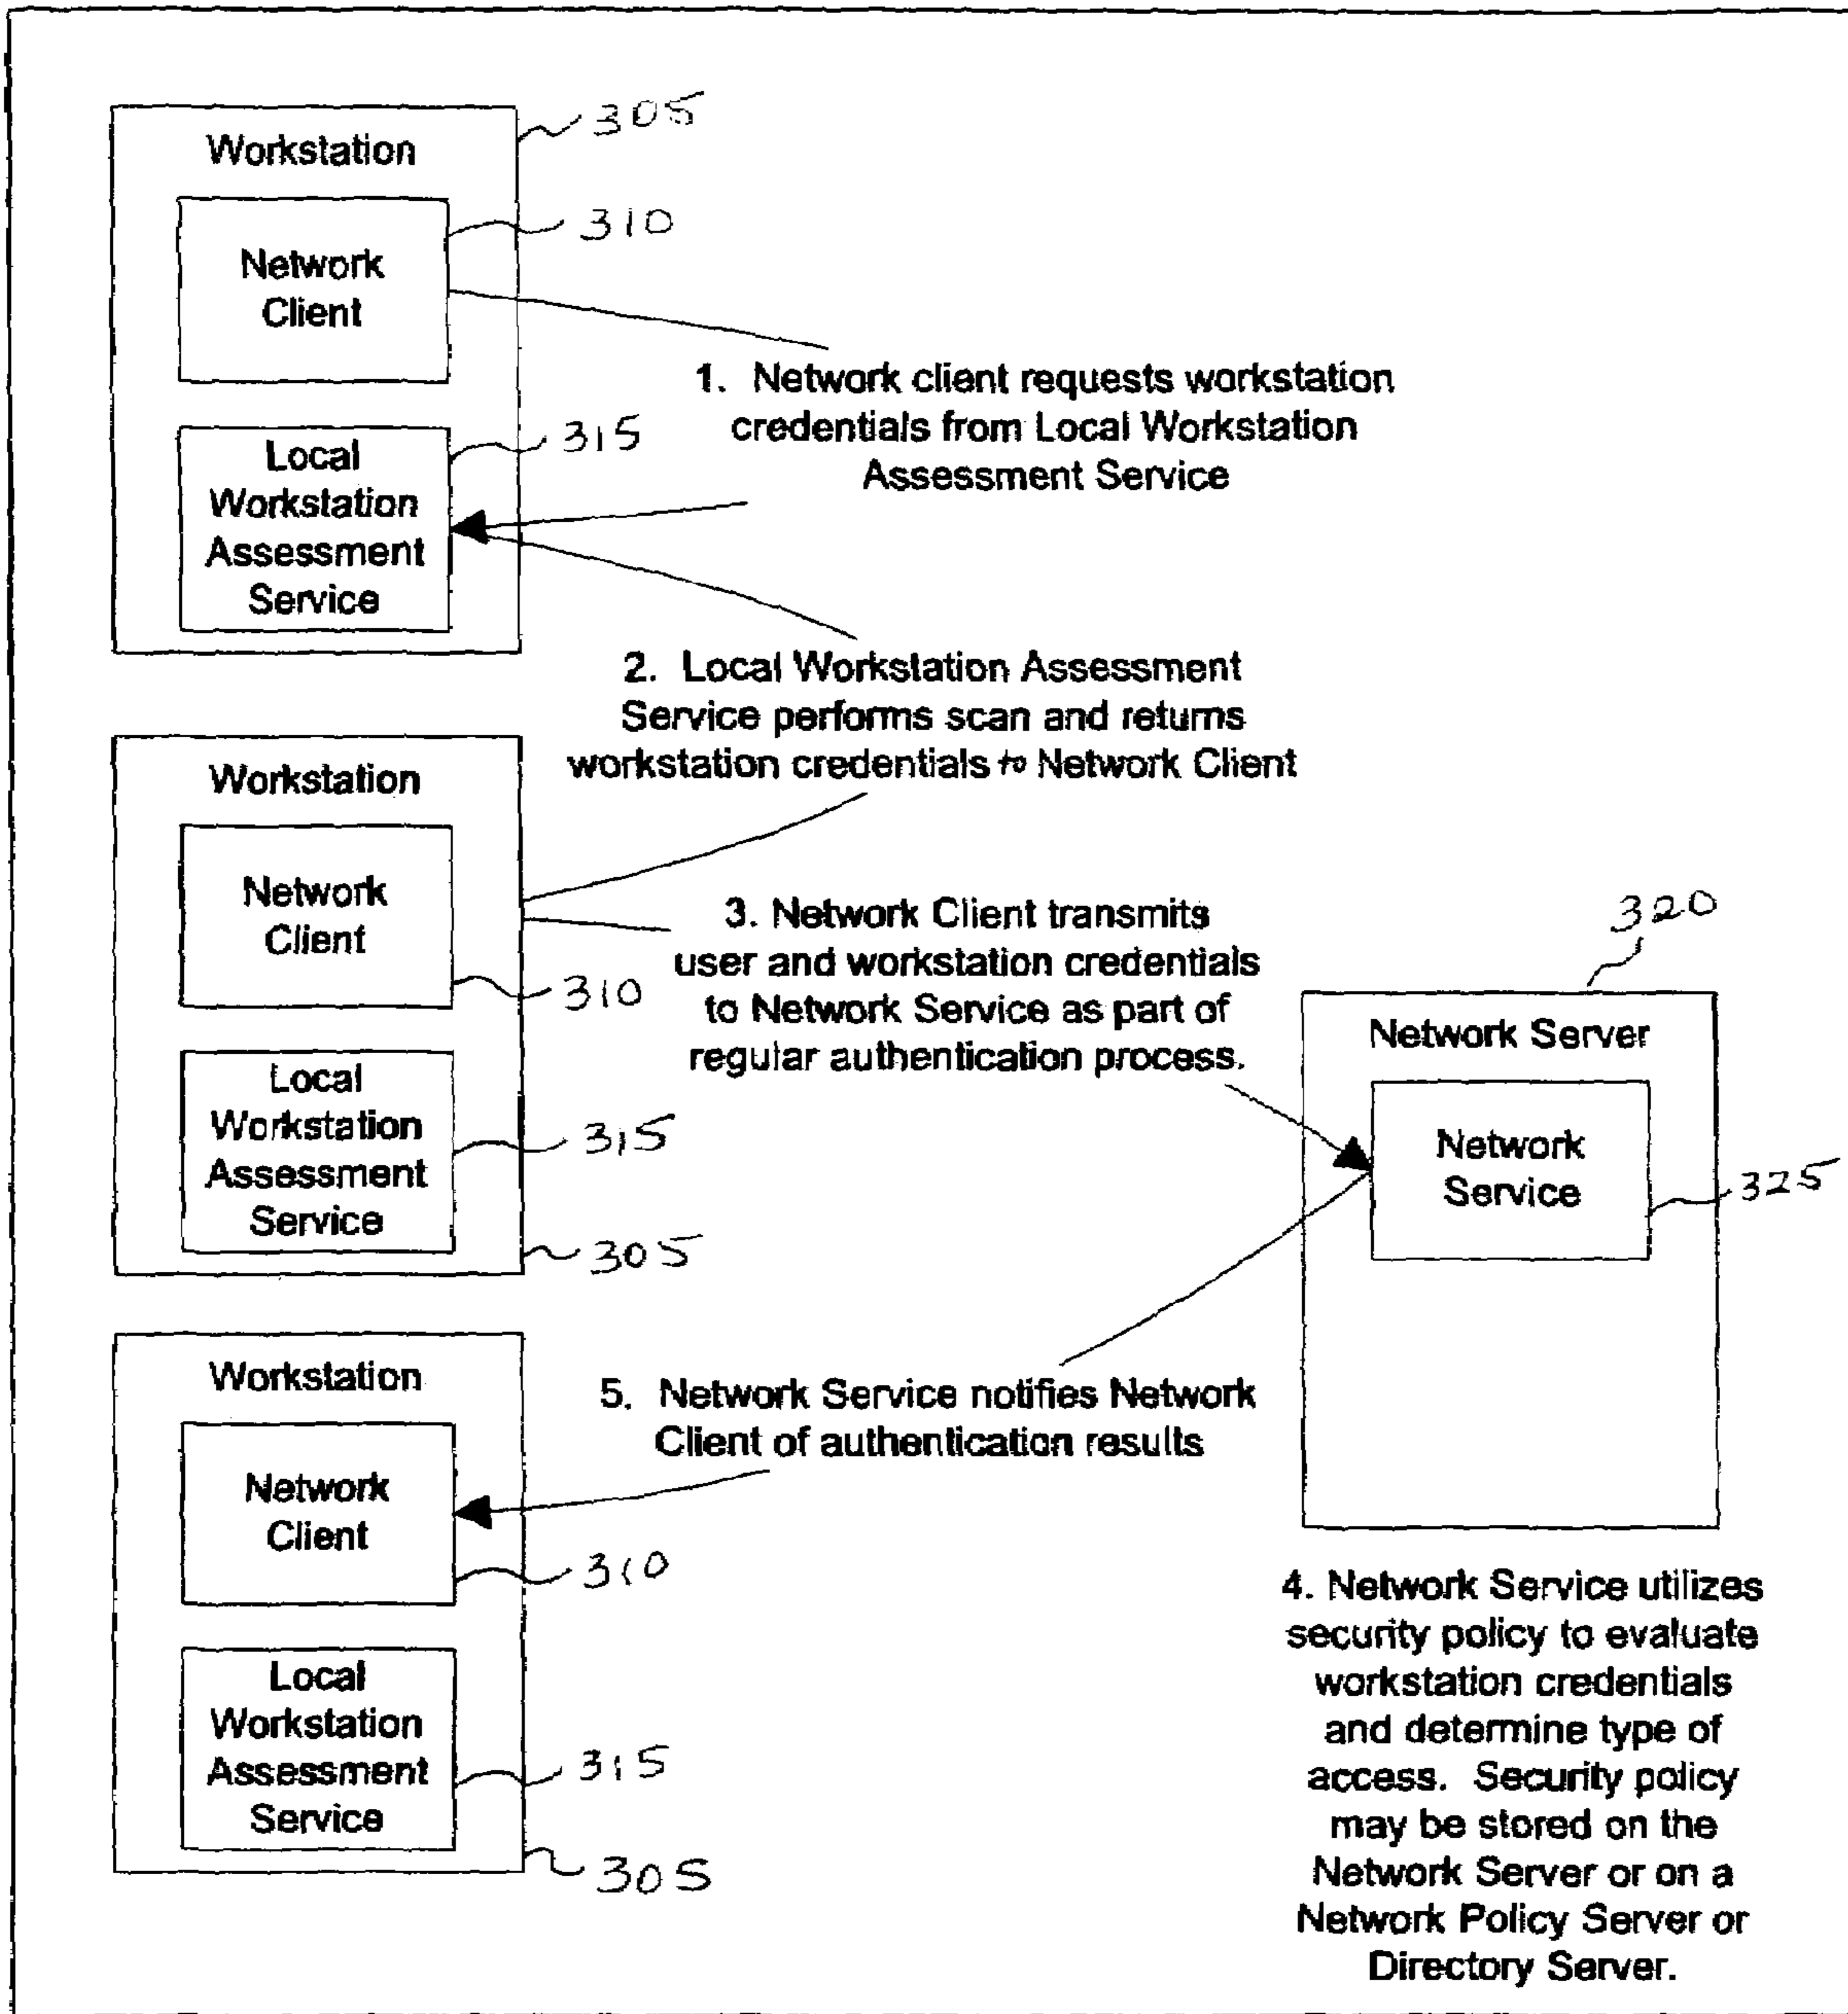 Workstation
305
Network
Client
310
Local
Workstation
Assessment
Service
315
1. Network client requests workstation
credentials from Local Workstation
Assessment Service
2. Local Workstation Assessment
Service performs scan and returns
workstation credentials to Network Client
Workstation
Network
Client
310
Local
Workstation
Assessment
Service
315
305
3. Network Client transmits
user and workstation credentials
to Network Service as part of
regular authentication process.
320
Network Server
Network
Service
325
Workstation
Network
Client
310
Local
Workstation
Assessment
Service
315
305
5. Network Service notifies Network
Client of authentication results
4. Network Service utilizes
security policy to evaluate
workstation credentials
and determine type of
access. Security policy
may be stored on the
Network Server or on a
Network Policy Server or
Directory Server.